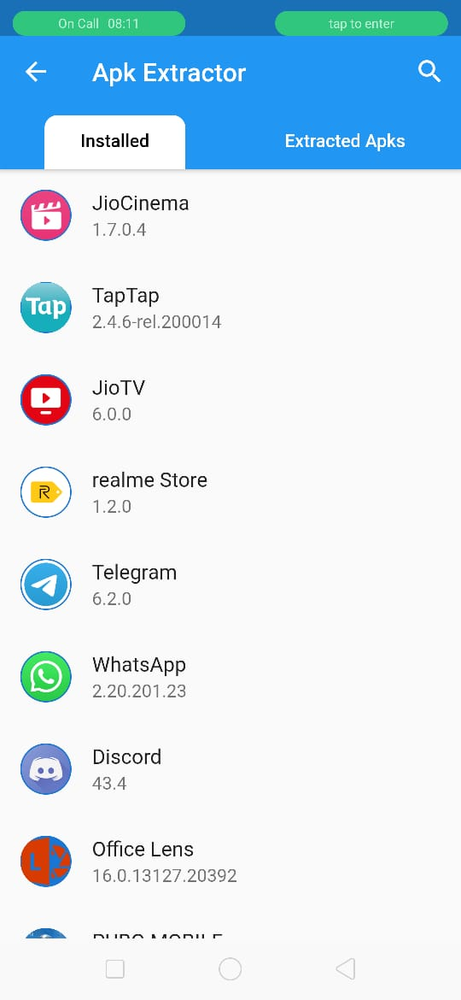 On Call 08:11
tap to enter
Apk Extractor
Installed
Extracted Apks
JioCinema
1.7.0.4
Tap
TapTap
2.4.6-rel.200014
JioTV
6.0.0
R
realme Store
1.2.0
Telegram
6.2.0
WhatsApp
2.20.201.23
Discord
43.4
L
Office Lens
16.0.13127.20392
PUBG MOBILE